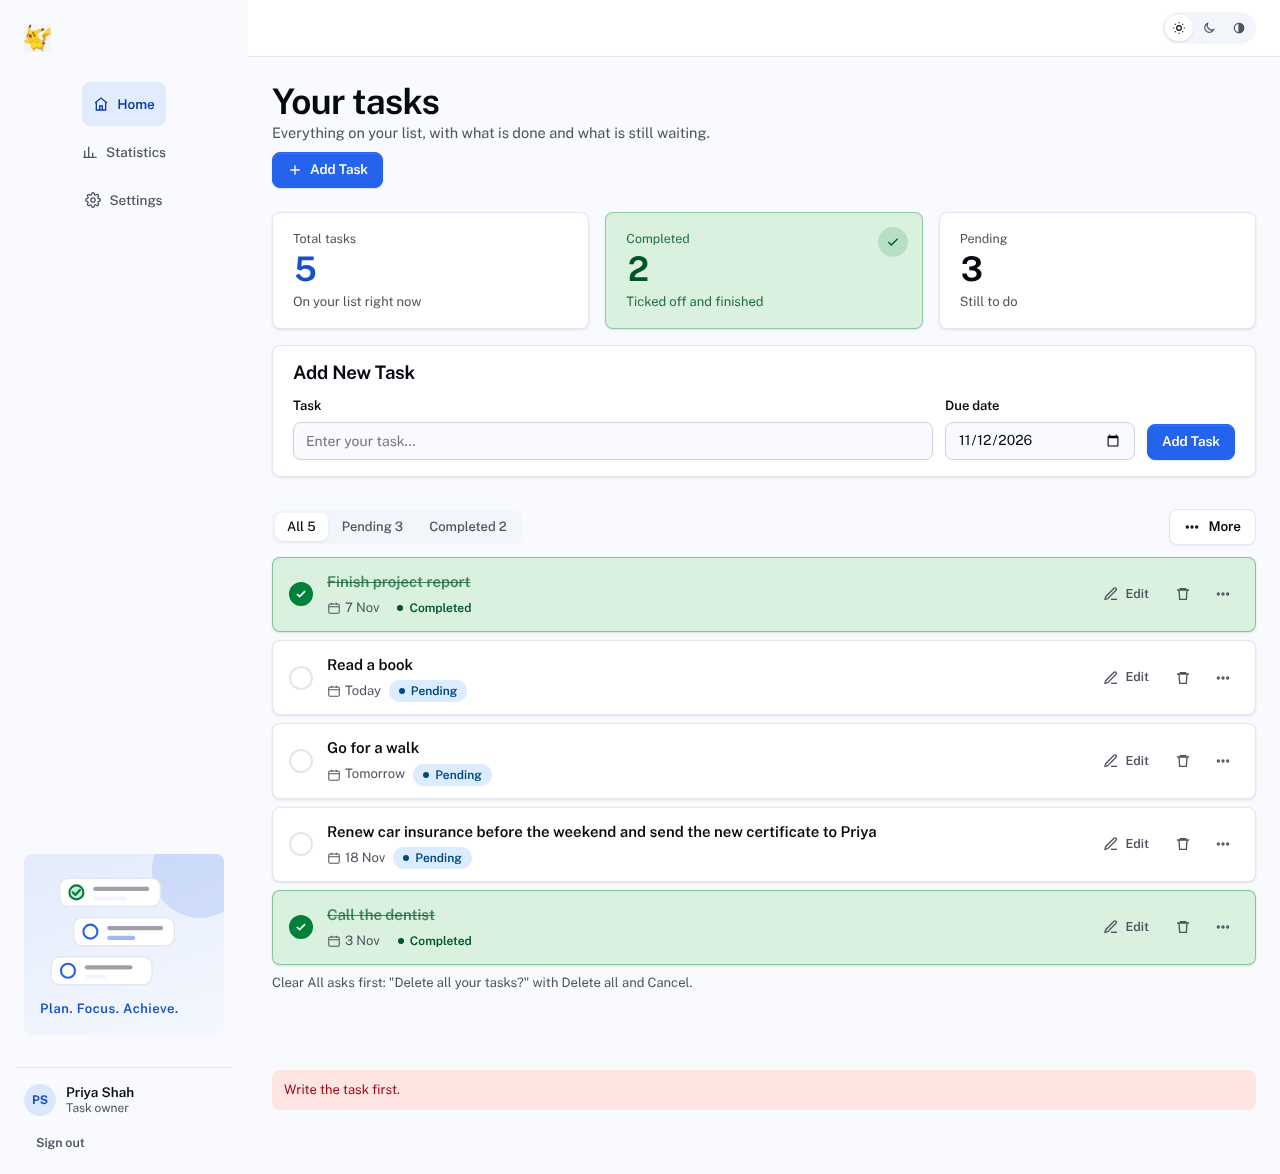 Home
Statistics
Settings
Plan. Focus. Achieve.
PS
Priya Shah
Task owner
Sign out
Your tasks
Everything on your list, with what is done and what is still waiting.
Add Task
Total tasks
5
On your list right now
Completed
2
Ticked off and finished
Pending
3
Still to do
Add New Task
Task
Due date
Enter your task...
11/12/2026
Add Task
All 5
Pending 3
Completed 2
More
Finish project report
7 Nov
Completed
Edit
Read a book
Today
Pending
Edit
Go for a walk
Tomorrow
Pending
Edit
Renew car insurance before the weekend and send the new certificate to Priya
18 Nov
Pending
Edit
Call the dentist
3 Nov
Completed
Edit
Clear All asks first: "Delete all your tasks?" with Delete all and Cancel.
Write the task first.